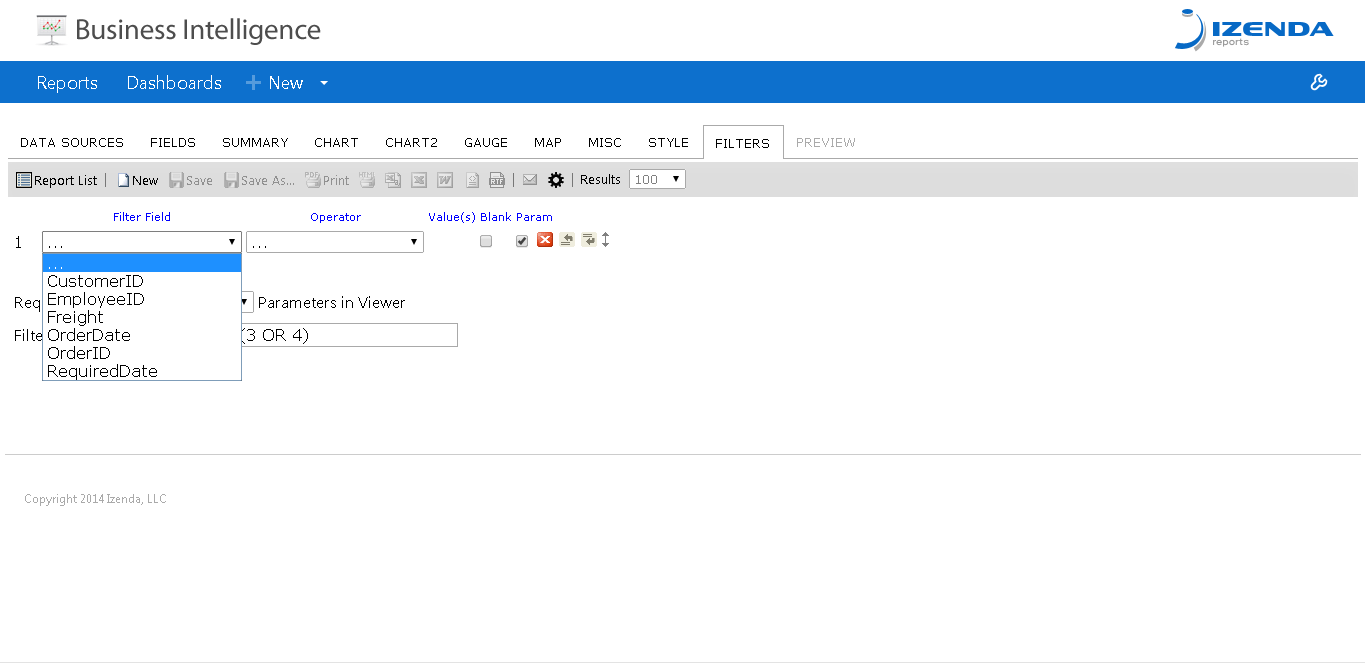 Business Intelligence
IZENDA
reports
Reports Dashboards New
DATA SOURCES FIELDS SUMMARY CHART CHART2 GAUGE MAP MISC STYLE FILTERS PREVIEW
Report List New Save Save As... Print Results 100
Filter Field Operator Value(s) Blank Param
1 ... ...
...
CustomerID
EmployeeID
Req Parameters in Viewer
Freight
OrderDate
Filte (3 OR 4)
OrderID
RequiredDate
Copyright 2014 Izenda, LLC